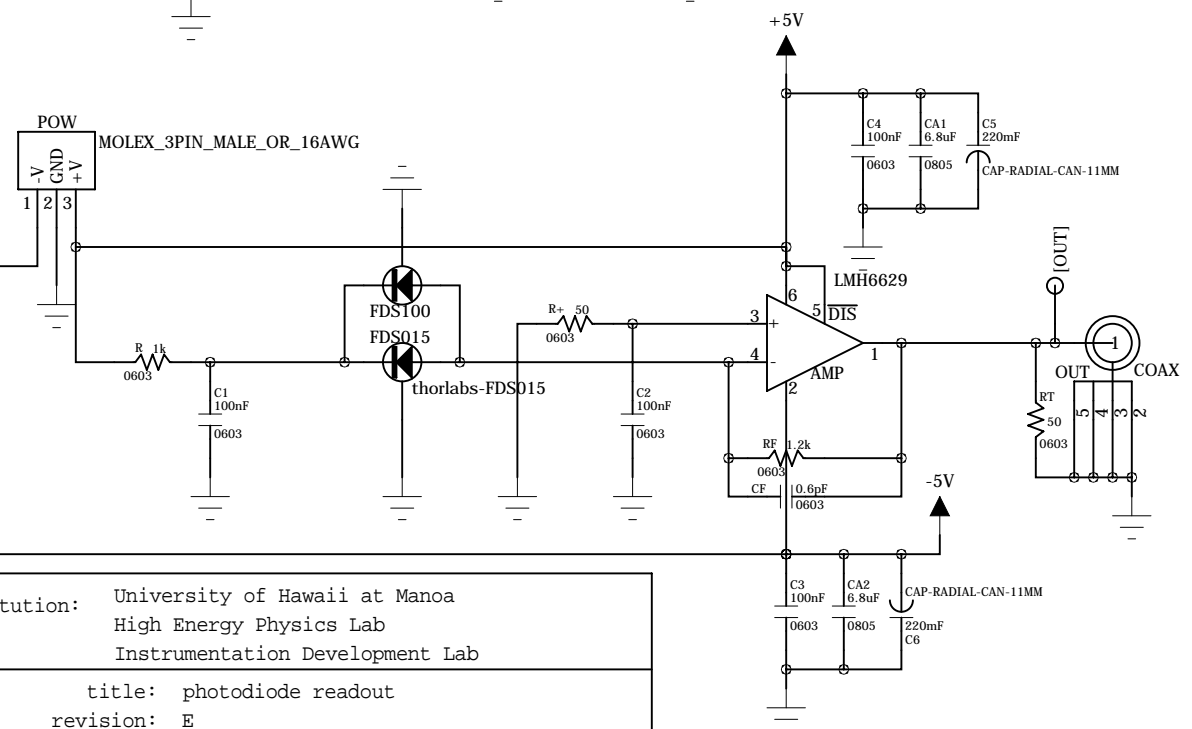 +5V
POW
MOLEX_3PIN_MALE_OR_16AWG
-V
GND
+V
1 2 3
C4
100nF
0603
CA1
6.8uF
0805
C5
220mF
CAP-RADIAL-CAN-11MM
[OUT]
LMH6629
6
5
DIS
3
+
4
-
1
2
AMP
FDS100
FDS015
thorlabs-FDS015
R+ 50
0603
R 1k
0603
C1
100nF
0603
C2
100nF
0603
RF 1.2k
0603
CF 0.6pF
0603
1
OUT
COAX
5
4
3
2
RT
50
0603
-5V
C3
100nF
0603
CA2
6.8uF
0805
CAP-RADIAL-CAN-11MM
220mF
C6
tution: University of Hawaii at Manoa
High Energy Physics Lab
Instrumentation Development Lab
title: photodiode readout
revision: E